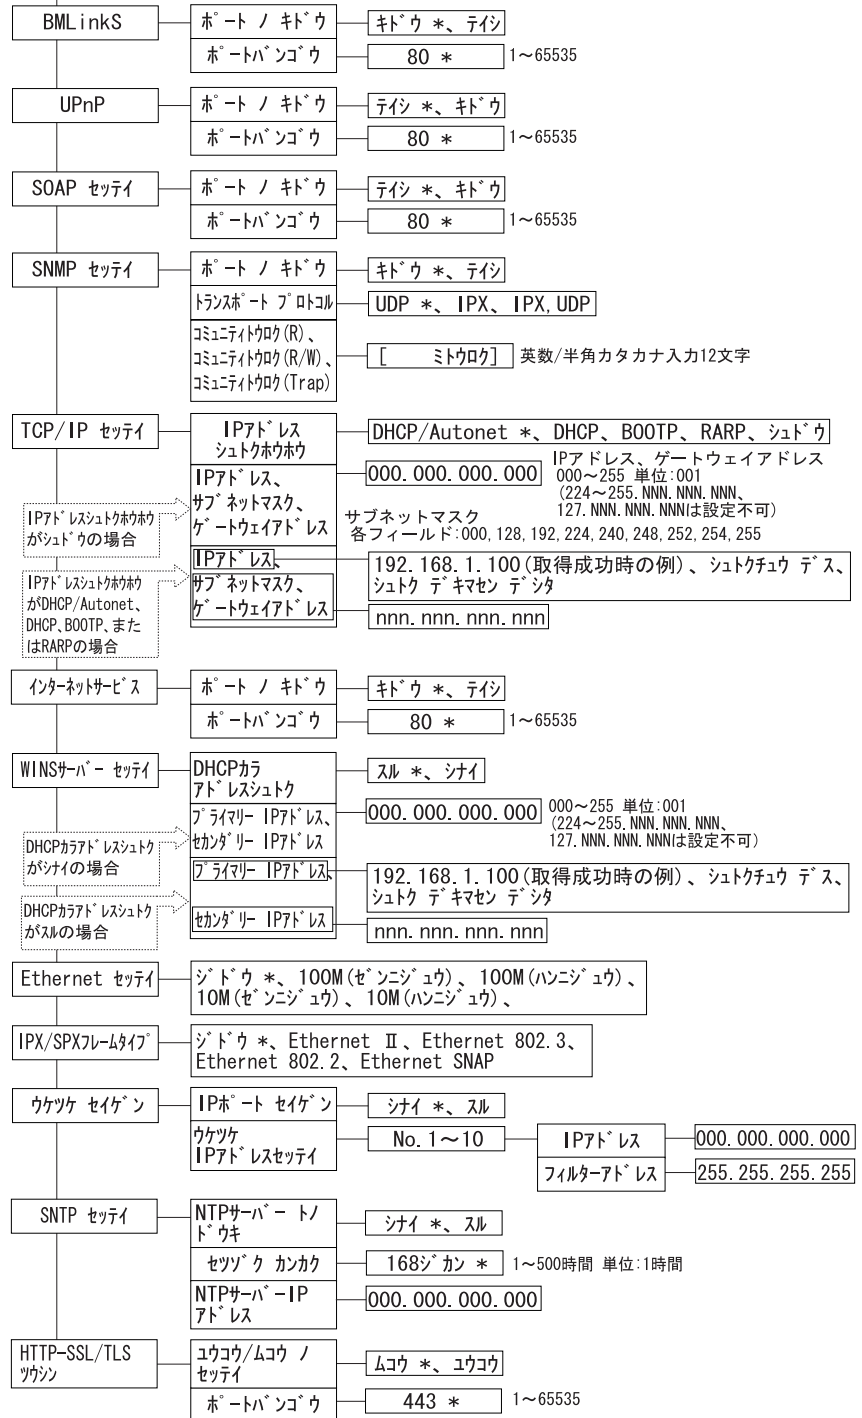 BMLinkS
ﾎﾟｰﾄ ﾉ ｷﾄﾞｳ
ｷﾄﾞｳ *、ﾃｲｼ
ﾎﾟｰﾄﾊﾞﾝｺﾞｳ
80 *
1～65535
UPnP
ﾎﾟｰﾄ ﾉ ｷﾄﾞｳ
ﾃｲｼ *、ｷﾄﾞｳ
ﾎﾟｰﾄﾊﾞﾝｺﾞｳ
80 *
1～65535
SOAP ｾｯﾃｲ
ﾎﾟｰﾄ ﾉ ｷﾄﾞｳ
ﾃｲｼ *、ｷﾄﾞｳ
ﾎﾟｰﾄﾊﾞﾝｺﾞｳ
80 *
1～65535
SNMP ｾｯﾃｲ
ﾎﾟｰﾄ ﾉ ｷﾄﾞｳ
ｷﾄﾞｳ *、ﾃｲｼ
ﾄﾗﾝｽﾎﾟｰﾄ ﾌﾟﾛﾄｺﾙ
UDP *、IPX、IPX,UDP
ｺﾐｭﾆﾃｨﾄｳﾛｸ(R)、
ｺﾐｭﾆﾃｨﾄｳﾛｸ(R/W)、
ｺﾐｭﾆﾃｨﾄｳﾛｸ(Trap)
[　　ﾐﾄｳﾛｸ]
英数/半角カタカナ入力12文字
TCP/IP ｾｯﾃｲ
IPｱﾄﾞﾚｽ
ｼｭﾄｸﾎｳﾎｳ
DHCP/Autonet *、DHCP、BOOTP、RARP、ｼｭﾄﾞｳ
IPｱﾄﾞﾚｽ、
ｻﾌﾞﾈｯﾄﾏｽｸ、
ｹﾞｰﾄｳｪｲｱﾄﾞﾚｽ
000.000.000.000
IPアドレス、ゲートウェイアドレス
000～255 単位:001
(224～255.NNN.NNN.NNN、
127.NNN.NNN.NNNは設定不可)
サブネットマスク
各フィールド:000,128,192,224,240,248,252,254,255
IPｱﾄﾞﾚｽｼｭﾄｸﾎｳﾎｳ
がｼｭﾄﾞｳの場合
IPｱﾄﾞﾚｽ、
ｻﾌﾞﾈｯﾄﾏｽｸ、
ｹﾞｰﾄｳｪｲｱﾄﾞﾚｽ
192.168.1.100(取得成功時の例)、ｼｭﾄｸﾁｭｳ ﾃﾞｽ、
ｼｭﾄｸ ﾃﾞｷﾏｾﾝ ﾃﾞｼﾀ
nnn.nnn.nnn.nnn
IPｱﾄﾞﾚｽｼｭﾄｸﾎｳﾎｳ
がDHCP/Autonet、
DHCP、BOOTP、また
はRARPの場合
ｲﾝﾀｰﾈｯﾄｻｰﾋﾞｽ
ﾎﾟｰﾄ ﾉ ｷﾄﾞｳ
ｷﾄﾞｳ *、ﾃｲｼ
ﾎﾟｰﾄﾊﾞﾝｺﾞｳ
80 *
1～65535
WINSｻｰﾊﾞｰ ｾｯﾃｲ
DHCPｶﾗ
ｱﾄﾞﾚｽｼｭﾄｸ
ｽﾙ *、ｼﾅｲ
ﾌﾟﾗｲﾏﾘｰ IPｱﾄﾞﾚｽ、
ｾｶﾝﾀﾞﾘｰ IPｱﾄﾞﾚｽ
000.000.000.000
000～255 単位:001
(224～255.NNN.NNN.NNN、
127.NNN.NNN.NNNは設定不可)
DHCPｶﾗｱﾄﾞﾚｽｼｭﾄｸ
がｼﾅｲの場合
ﾌﾟﾗｲﾏﾘｰ IPｱﾄﾞﾚｽ、
192.168.1.100(取得成功時の例)、ｼｭﾄｸﾁｭｳ ﾃﾞｽ、
ｼｭﾄｸ ﾃﾞｷﾏｾﾝ ﾃﾞｼﾀ
DHCPｶﾗｱﾄﾞﾚｽｼｭﾄｸ
がｽﾙの場合
ｾｶﾝﾀﾞﾘｰ IPｱﾄﾞﾚｽ
nnn.nnn.nnn.nnn
Ethernet ｾｯﾃｲ
ｼﾞﾄﾞｳ *、100M(ｾﾞﾝﾆｼﾞｭｳ)、100M(ﾊﾝﾆｼﾞｭｳ)、
10M(ｾﾞﾝﾆｼﾞｭｳ)、10M(ﾊﾝﾆｼﾞｭｳ)、
IPX/SPXﾌﾚｰﾑﾀｲﾌﾟ
ｼﾞﾄﾞｳ *、Ethernet Ⅱ、Ethernet 802.3、
Ethernet 802.2、Ethernet SNAP
ｳｹﾂｹ ｾｲｹﾞﾝ
IPﾎﾟｰﾄ ｾｲｹﾞﾝ
ｼﾅｲ *、ｽﾙ
ｳｹﾂｹ
IPｱﾄﾞﾚｽｾｯﾃｲ
No.1～10
IPｱﾄﾞﾚｽ
000.000.000.000
ﾌｨﾙﾀｰｱﾄﾞﾚｽ
255.255.255.255
SNTP ｾｯﾃｲ
NTPｻｰﾊﾞｰ ﾄﾉ
ﾄﾞｳｷ
ｼﾅｲ *、ｽﾙ
ｾﾂｿﾞｸ ｶﾝｶｸ
168ｼﾞｶﾝ *
1～500時間 単位:1時間
NTPｻｰﾊﾞｰIP
ｱﾄﾞﾚｽ
000.000.000.000
HTTP-SSL/TLS
ﾂｳｼﾝ
ﾕｳｺｳ/ﾑｺｳ ﾉ
ｾｯﾃｲ
ﾑｺｳ *、ﾕｳｺｳ
ﾎﾟｰﾄﾊﾞﾝｺﾞｳ
443 *
1～65535